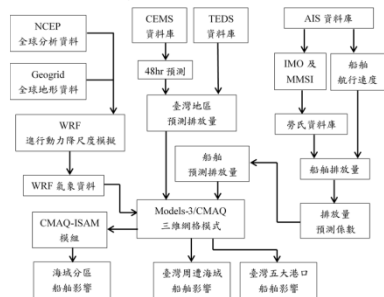 NCEP
全球分析資料
Geogrid
全球地形資料
WRF
進行動力降尺度模擬
WRF 氣象資料
CEMS
資料庫
TEDS
資料庫
48hr 預測
臺灣地區
預測排放量
AIS 資料庫
IMO 及
MMSI
船舶
航行速度
勞氏資料庫
船舶排放量
排放量
預測係數
船舶
預測排放量
Models-3/CMAQ
三維網格模式
CMAQ-ISAM
模組
海域分區
船舶影響
臺灣周遭海域
船舶影響
臺灣五大港口
船舶影響